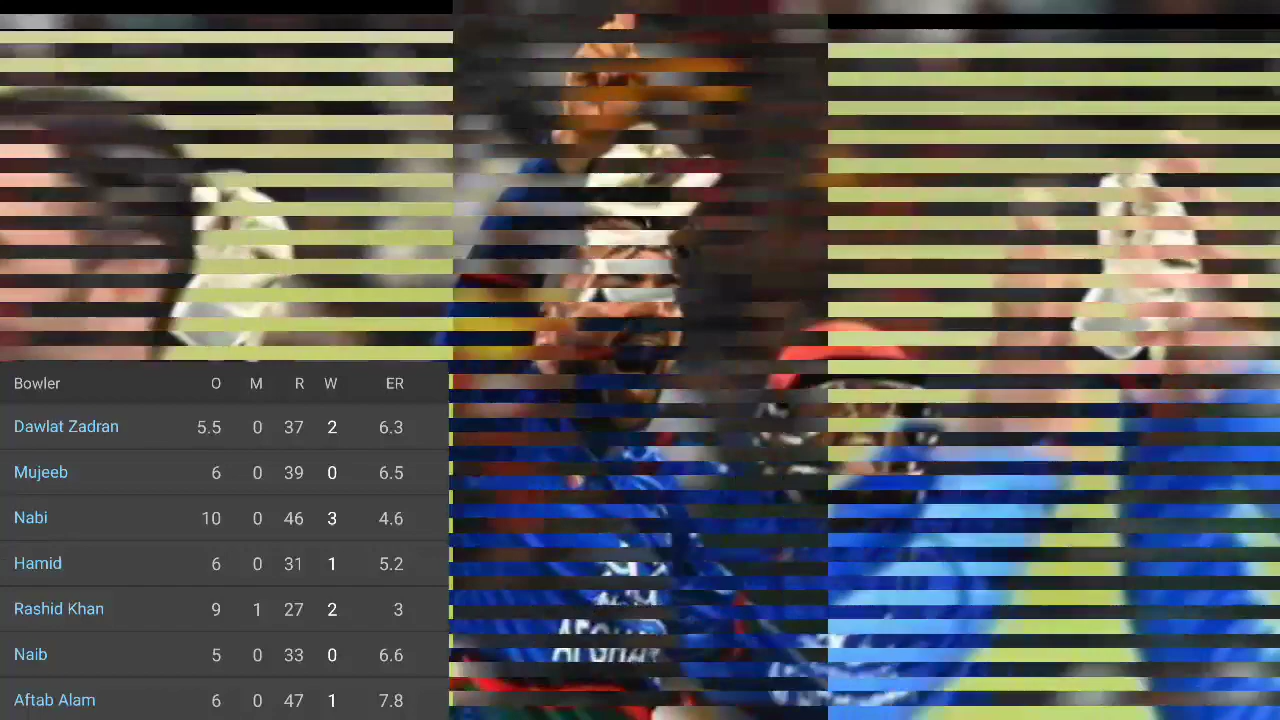 Bowler O M R W ER
Dawlat Zadran 5.5 0 37 2 6.3
Mujeeb 6 0 39 0 6.5
Nabi 10 0 46 3 4.6
Hamid 6 0 31 1 5.2
Rashid Khan 9 1 27 2 3
Naib 5 0 33 0 6.6
Aftab Alam 6 0 47 1 7.8